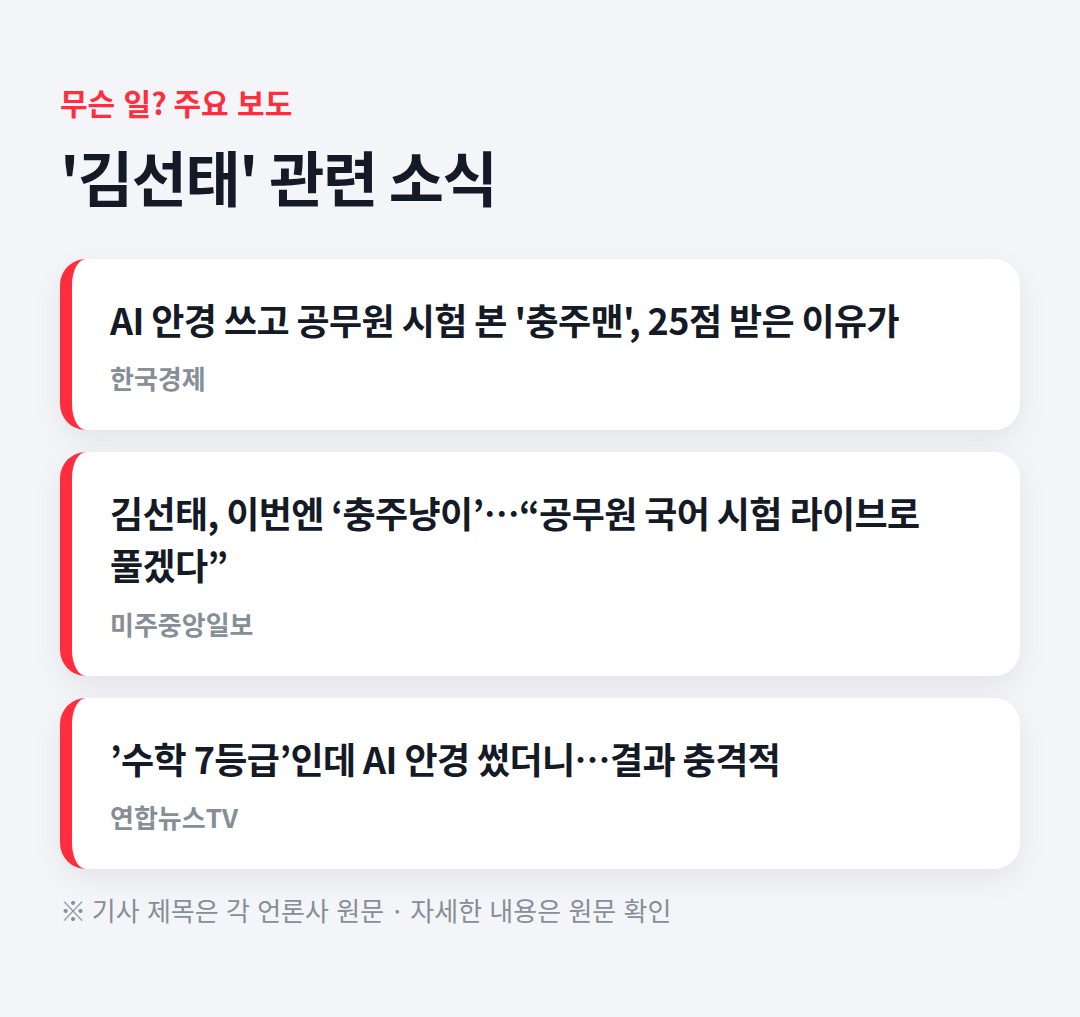 무슨 일? 주요 보도
'김선태' 관련 소식
AI 안경 쓰고 공무원 시험 본 '충주맨', 25점 받은 이유가
한국경제
김선태, 이번엔 ‘충주냥이’…“공무원 국어 시험 라이브로
풀겠다”
미주중앙일보
’수학 7등급’인데 AI 안경 썼더니…결과 충격적
연합뉴스TV
※ 기사 제목은 각 언론사 원문 · 자세한 내용은 원문 확인